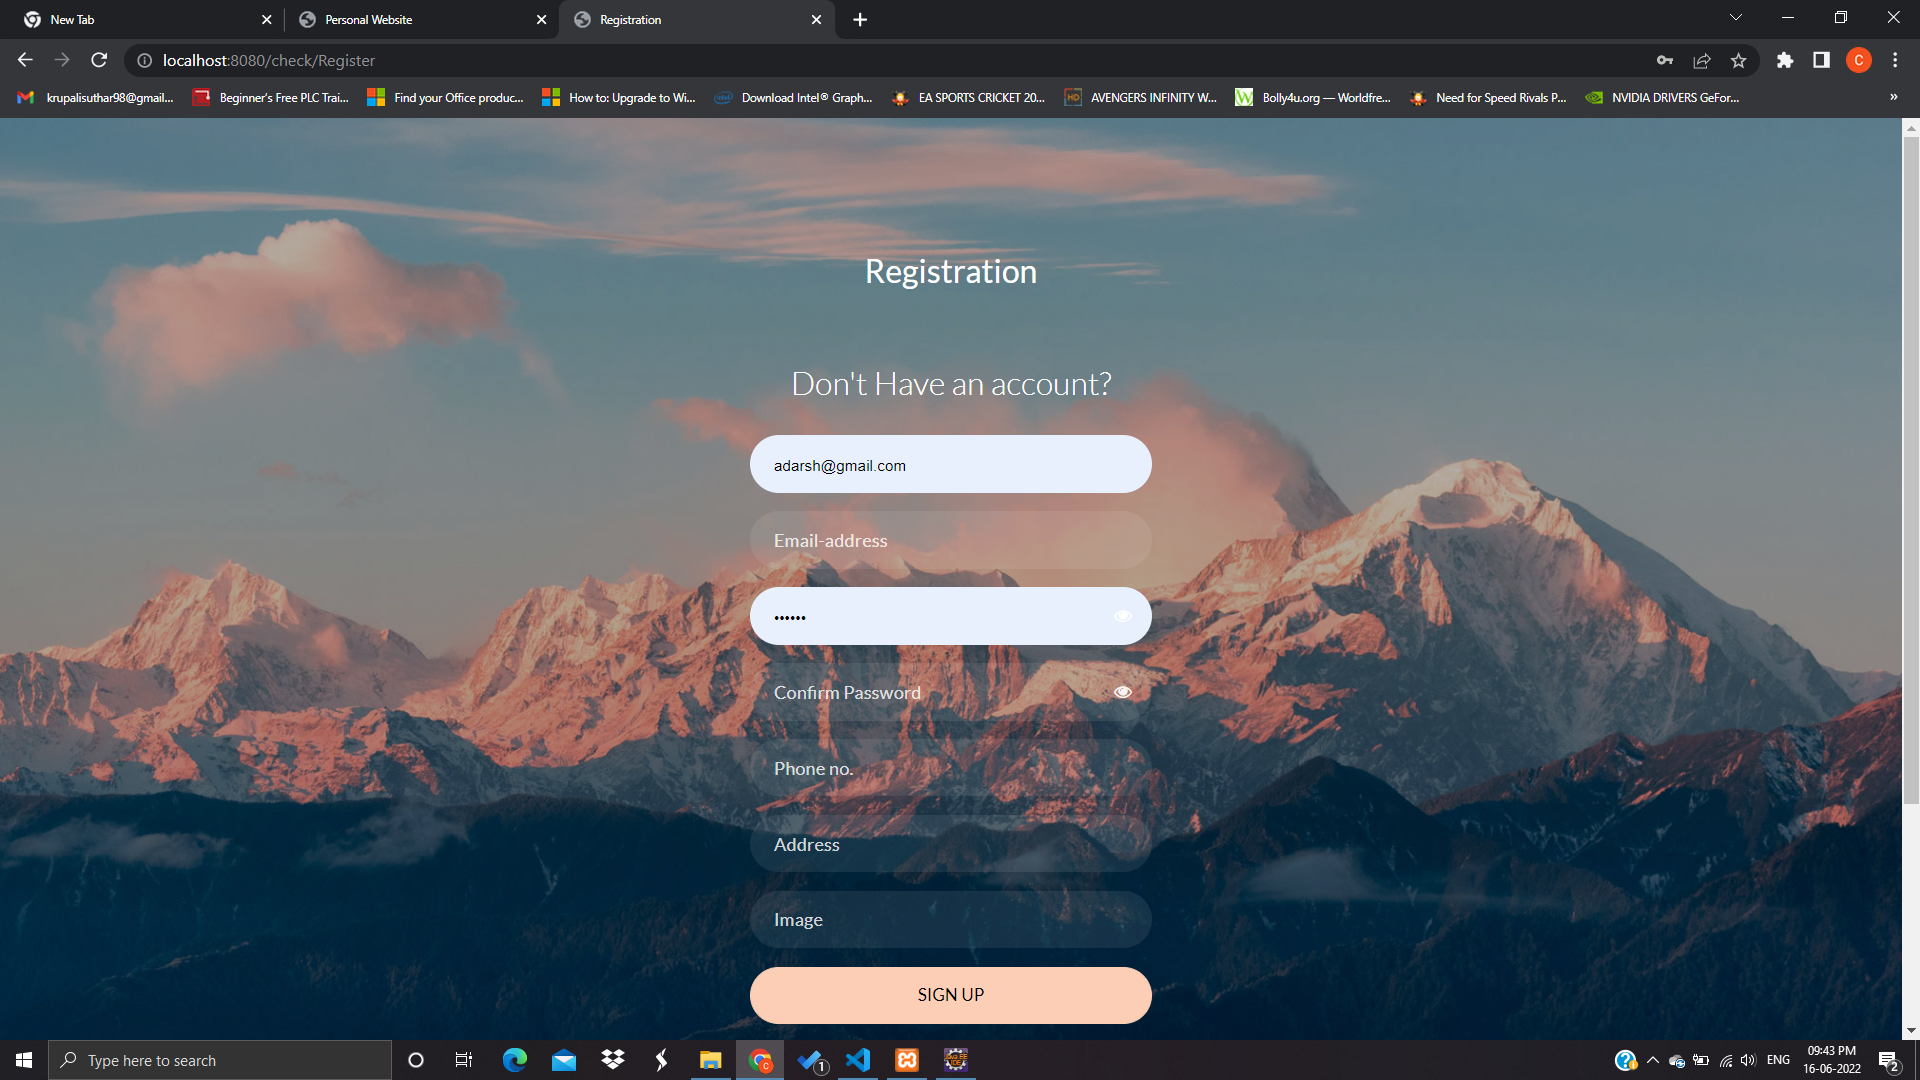 New Tab
Personal Website
Registration
localhost:8080/check/Register
C
krupalisuthar98@gmail...
Beginner's Free PLC Trai...
Find your Office produc...
How to: Upgrade to Wi...
Download Intel® Graph...
EA SPORTS CRICKET 20...
HD
AVENGERS INFINITY W...
W
Bolly4u.org — Worldfre...
Need for Speed Rivals P...
NVIDIA DRIVERS GeFor...
»
Registration
Don't Have an account?
adarsh@gmail.com
Email-address
••••••
Confirm Password
Phone no.
Address
Image
SIGN UP
Type here to search
C
1
ENG
09:43 PM
16-06-2022
2